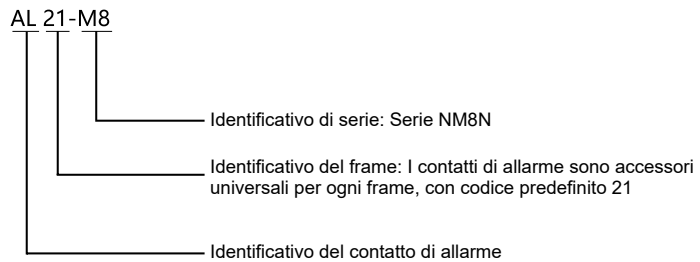 AL 21-M8
Identificativo di serie: Serie NM8N
Identificativo del frame: I contatti di allarme sono accessori
universali per ogni frame, con codice predefinito 21
Identificativo del contatto di allarme